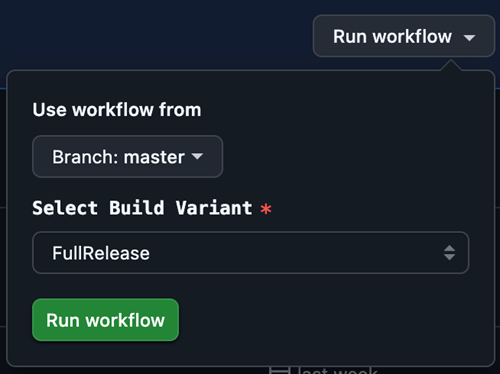 Run workflow
Use workflow from
Branch: master
Select Build Variant *
FullRelease
Run workflow
last week